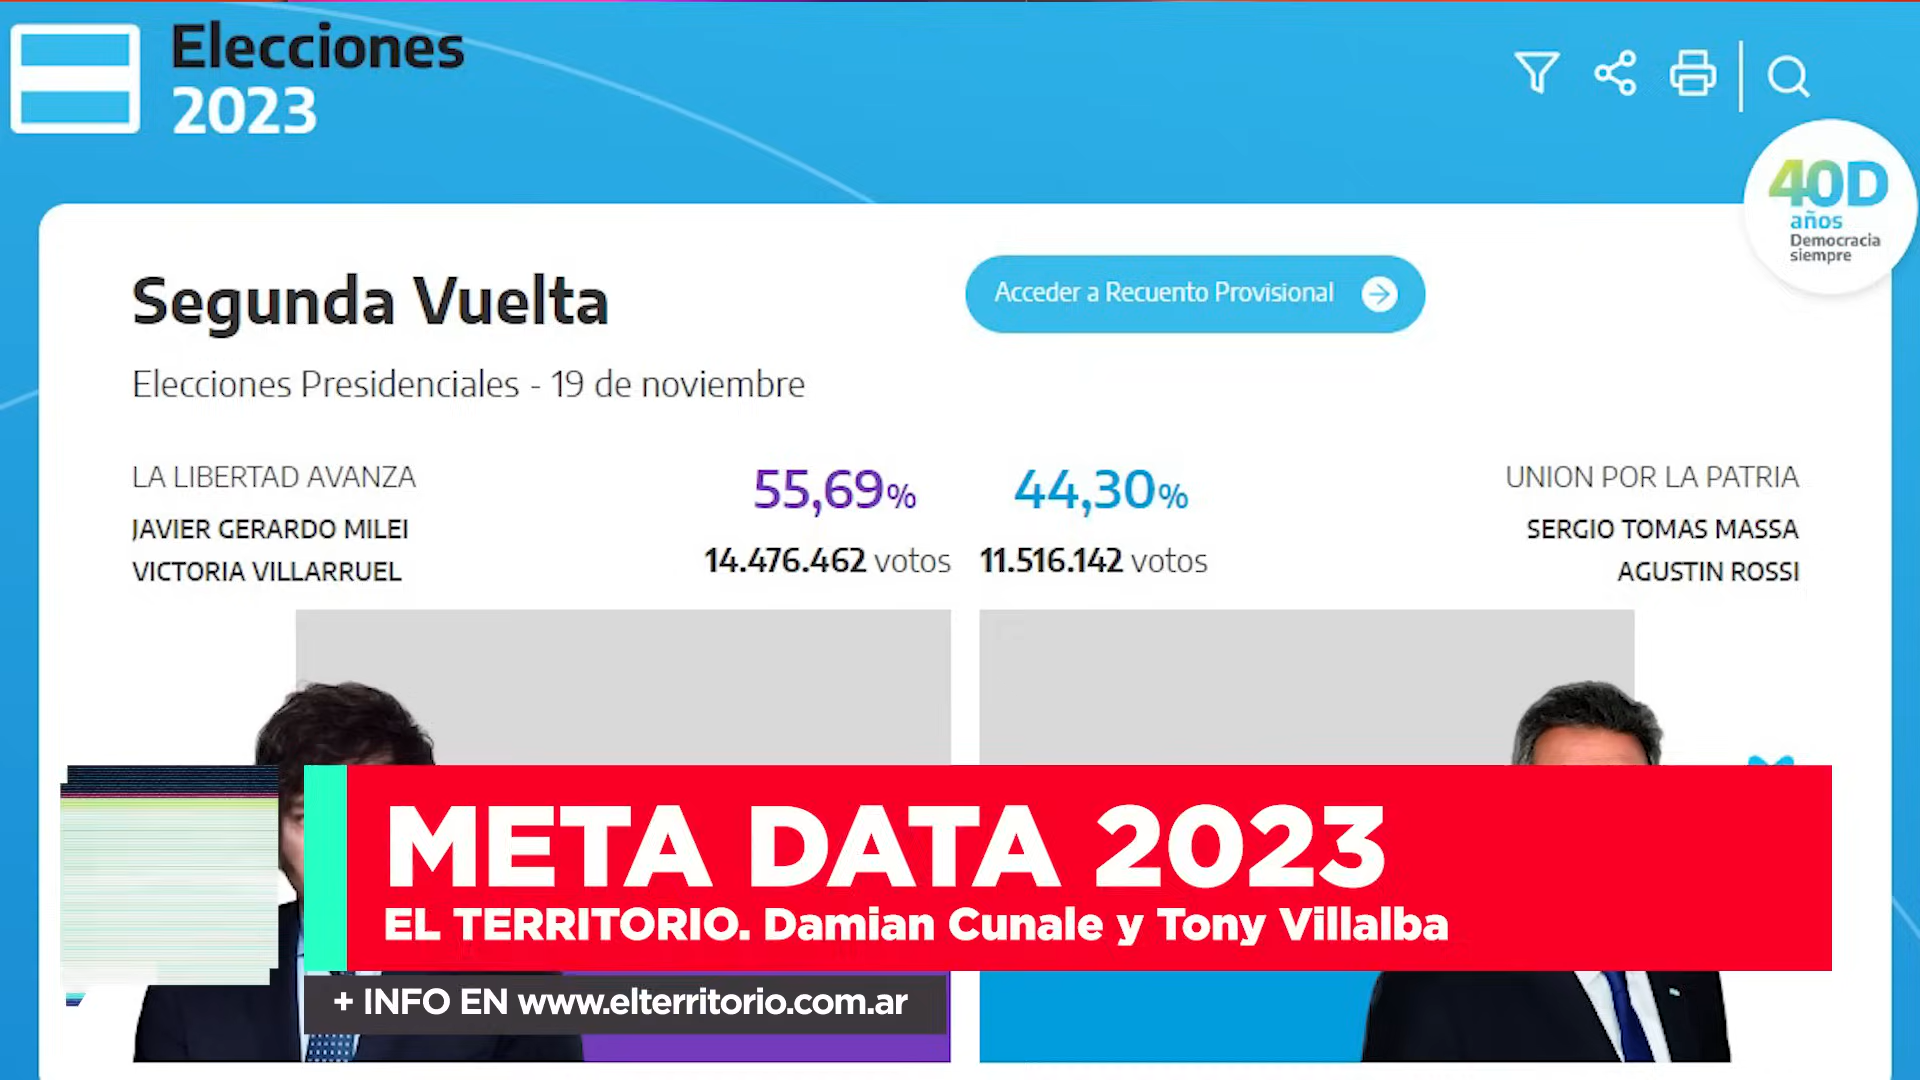 Elecciones
2023
40D
años
Democracia
siempre
Segunda Vuelta
Acceder a Recuento Provisional
Elecciones Presidenciales - 19 de noviembre
LA LIBERTAD AVANZA
JAVIER GERARDO MILEI
VICTORIA VILLARRUEL
55,69%
14.476.462 votos
44,30%
11.516.142 votos
UNION POR LA PATRIA
SERGIO TOMAS MASSA
AGUSTIN ROSSI
META DATA 2023
EL TERRITORIO. Damian Cunale y Tony Villalba
+ INFO EN www.elterritorio.com.ar